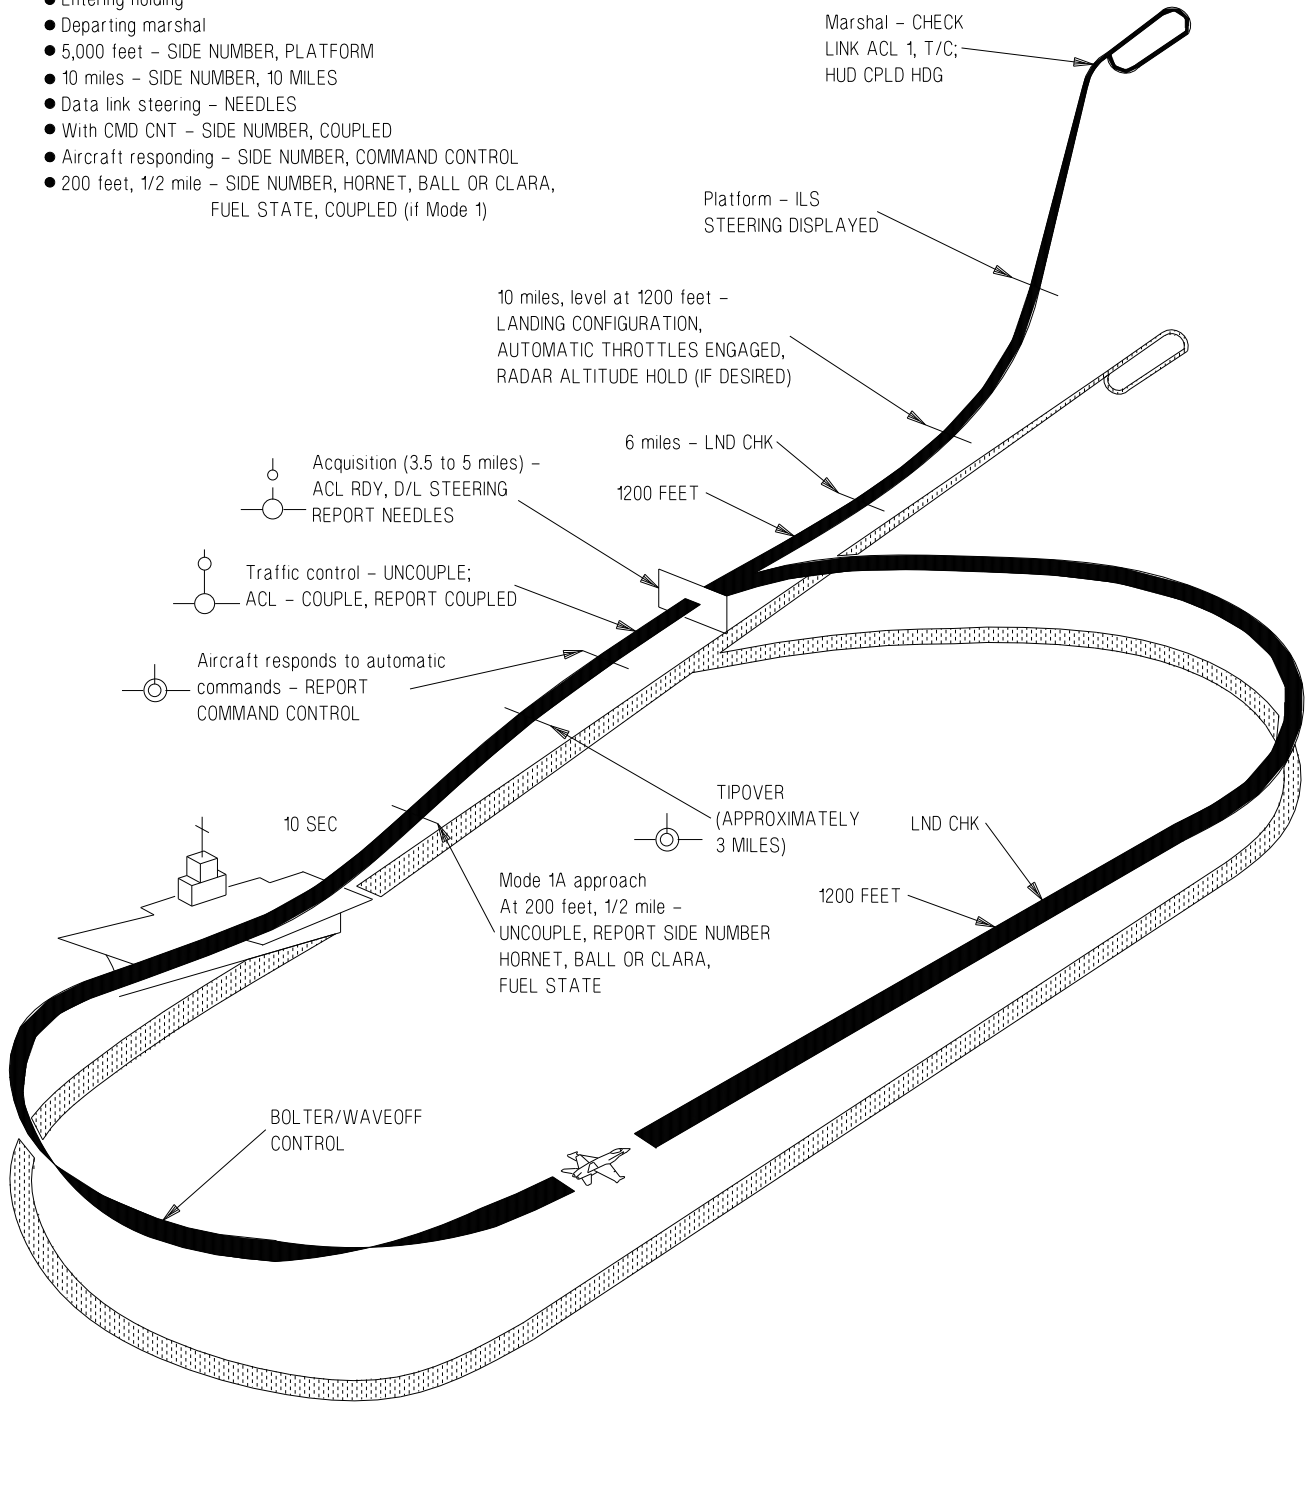 ● Entering holding
● Departing marshal
● 5,000 feet – SIDE NUMBER, PLATFORM
● 10 miles – SIDE NUMBER, 10 MILES
● Data link steering – NEEDLES
● With CMD CNT – SIDE NUMBER, COUPLED
● Aircraft responding – SIDE NUMBER, COMMAND CONTROL
● 200 feet, 1/2 mile – SIDE NUMBER, HORNET, BALL OR CLARA,
FUEL STATE, COUPLED (if Mode 1)
Marshal – CHECK
LINK ACL 1, T/C;
HUD CPLD HDG
Platform – ILS
STEERING DISPLAYED
10 miles, level at 1200 feet –
LANDING CONFIGURATION,
AUTOMATIC THROTTLES ENGAGED,
RADAR ALTITUDE HOLD (IF DESIRED)
6 miles – LND CHK
1200 FEET
Acquisition (3.5 to 5 miles) –
ACL RDY, D/L STEERING
REPORT NEEDLES
Traffic control – UNCOUPLE;
ACL – COUPLE, REPORT COUPLED
Aircraft responds to automatic
commands – REPORT
COMMAND CONTROL
TIPOVER
(APPROXIMATELY
3 MILES)
10 SEC
LND CHK
1200 FEET
Mode 1A approach
At 200 feet, 1/2 mile –
UNCOUPLE, REPORT SIDE NUMBER
HORNET, BALL OR CLARA,
FUEL STATE
BOLTER/WAVEOFF
CONTROL